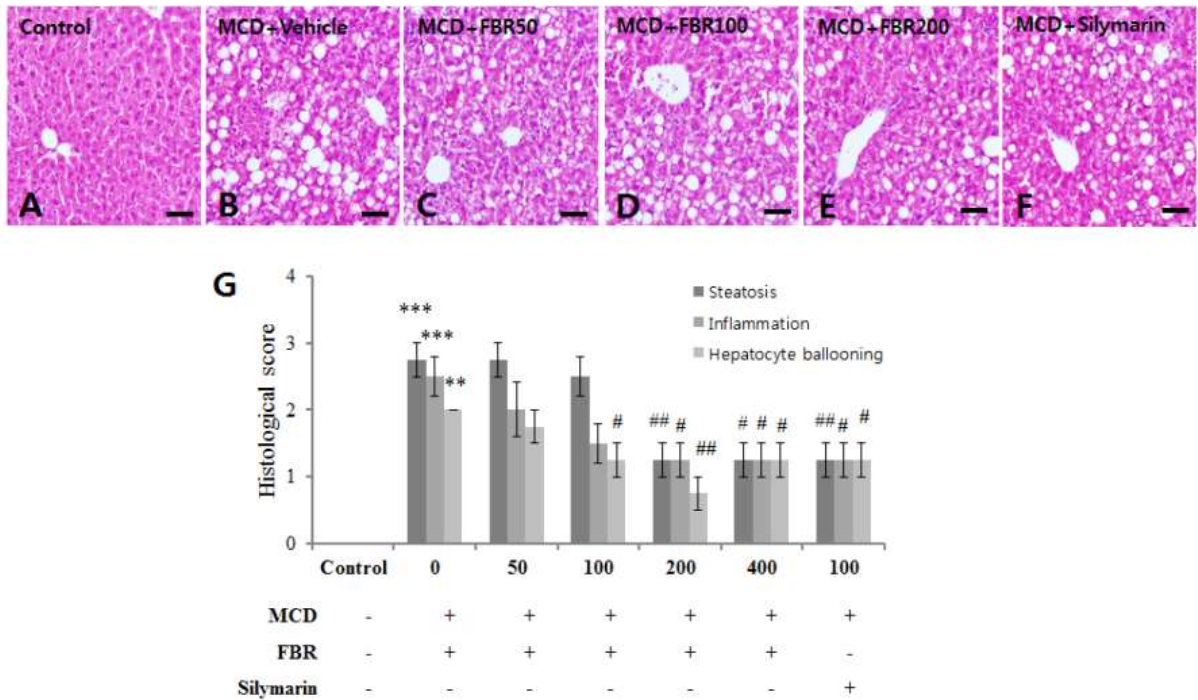 Control MCD+Vehicle MCD+FBR50 MCD+FBR100 MCD+FBR200 MCD+Silymarin
A B C D E F
G
4
3
2
1
0
Histological score
Steatosis
Inflammation
Hepatocyte ballooning
*** *** **
#
## # ##
# # #
## # #
Control 0 50 100 200 400 100
MCD - + + + + + +
FBR - + + + + + -
Silymarin - - - - - - +